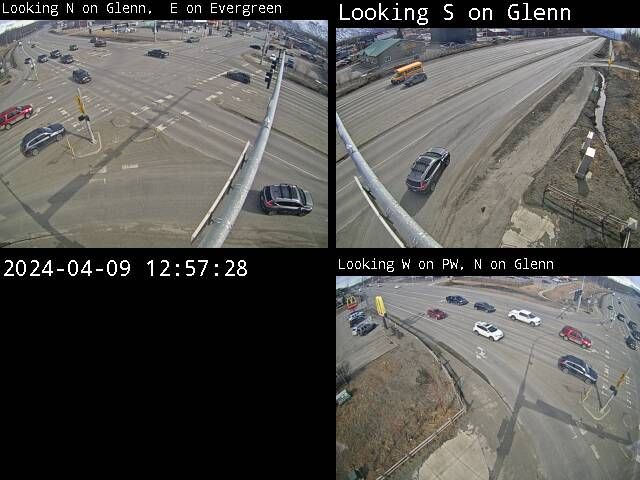 Looking N on Glenn, E on Evergreen
Looking S on Glenn
2024-04-09 12:57:28
Looking W on PW, N on Glenn